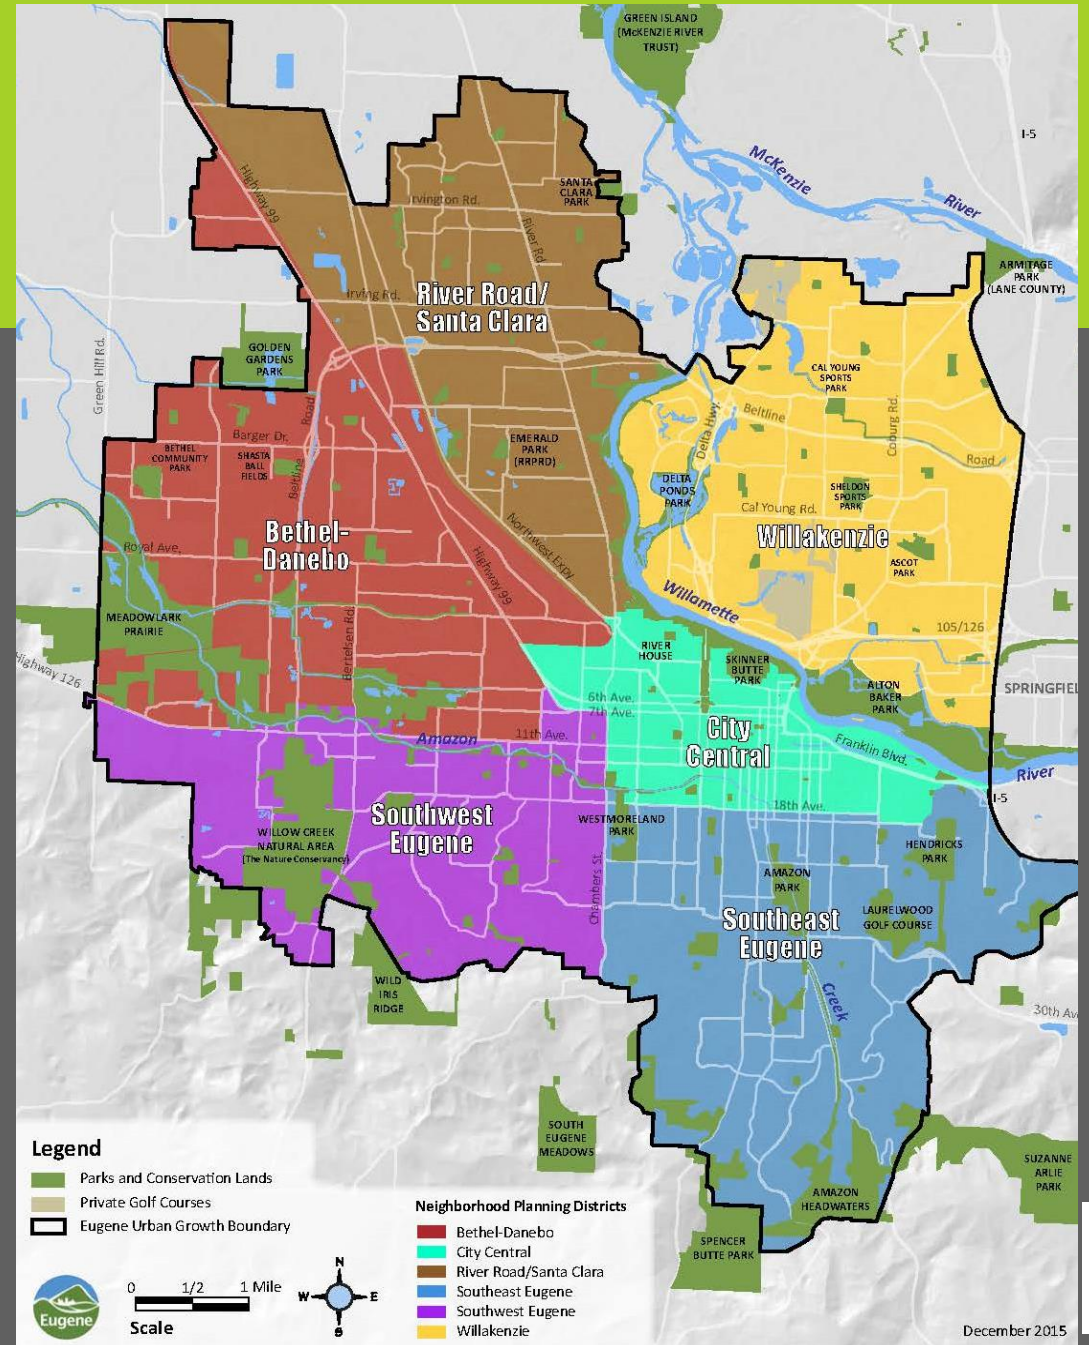 GREEN ISLAND
(McKENZIE RIVER
TRUST)
I-5
McKenzie
River
Highway 99
SANTA
CLARA
PARK
Irvington Rd.
River Rd.
ARMITAGE
PARK
(LANE COUNTY)
Irving Rd.
River Road/
Santa Clara
GOLDEN
GARDENS
PARK
Green Hill Rd.
CAL YOUNG
SPORTS
PARK
Delta Hwy.
Beltline
Coburg Rd.
Road
Barger Dr.
Beltline
Road
BETHEL
COMMUNITY
PARK
SHASTA
BALL
FIELDS
EMERALD
PARK
(RRPRD)
DELTA
PONDS
PARK
SHELDON
SPORTS
PARK
Cal Young Rd.
Bethel-
Danebo
Northwest Expy
Willakenzie
Royal Ave.
Highway 99
ASCOT
PARK
Willamette
MEADOWLARK
PRAIRIE
Bertelsen Rd.
105/126
RIVER
HOUSE
SKINNER
BUTTE
PARK
Highway 126
ALTON
BAKER
PARK
SPRINGFIEL
6th Ave.
7th Ave.
City
Central
Amazon
11th Ave.
Franklin Blvd.
River
I-5
18th Ave.
Southwest
Eugene
WESTMORELAND
PARK
WILLOW CREEK
NATURAL AREA
(The Nature Conservancy)
HENDRICKS
PARK
Chambers St.
AMAZON
PARK
LAURELWOOD
GOLF COURSE
Southeast
Eugene
WILD
IRIS
RIDGE
Creek
30th Av
SOUTH
EUGENE
MEADOWS
SUZANNE
ARLIE
PARK
AMAZON
HEADWATERS
SPENCER
BUTTE PARK
Legend
Parks and Conservation Lands
Private Golf Courses
Eugene Urban Growth Boundary
Eugene
0 1/2 1 Mile
Scale
N
W E
S
Neighborhood Planning Districts
Bethel-Danebo
City Central
River Road/Santa Clara
Southeast Eugene
Southwest Eugene
Willakenzie
December 2015